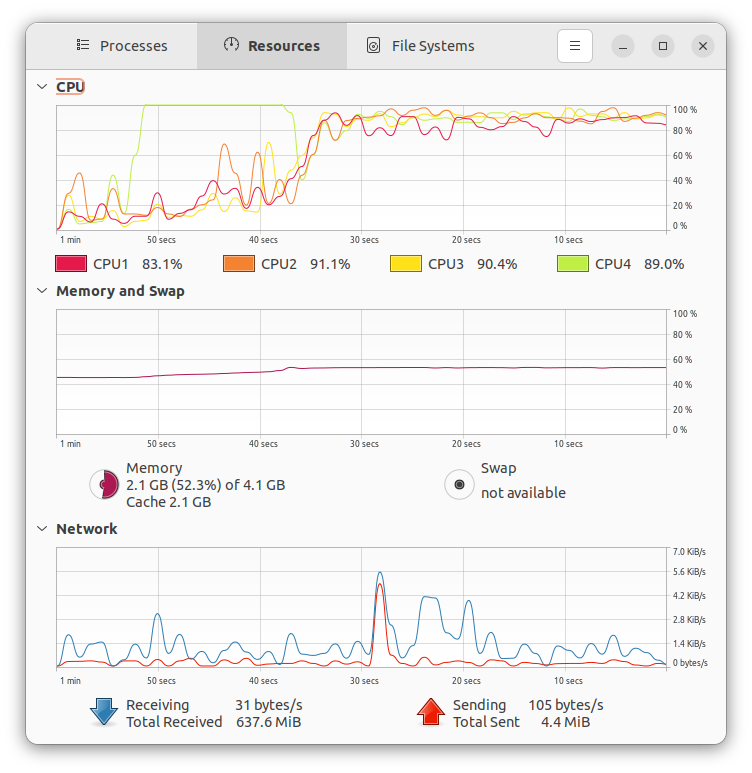 Processes Resources File Systems
CPU
100 %
80 %
60 %
40 %
20 %
0 %
1 min 50 secs 40 secs 30 secs 20 secs 10 secs
CPU1 83.1% CPU2 91.1% CPU3 90.4% CPU4 89.0%
Memory and Swap
100 %
80 %
60 %
40 %
20 %
0 %
1 min 50 secs 40 secs 30 secs 20 secs 10 secs
Memory
2.1 GB (52.3%) of 4.1 GB
Cache 2.1 GB
Swap
not available
Network
7.0 KiB/s
5.6 KiB/s
4.2 KiB/s
2.8 KiB/s
1.4 KiB/s
0 bytes/s
1 min 50 secs 40 secs 30 secs 20 secs 10 secs
Receiving 31 bytes/s
Total Received 637.6 MiB
Sending 105 bytes/s
Total Sent 4.4 MiB